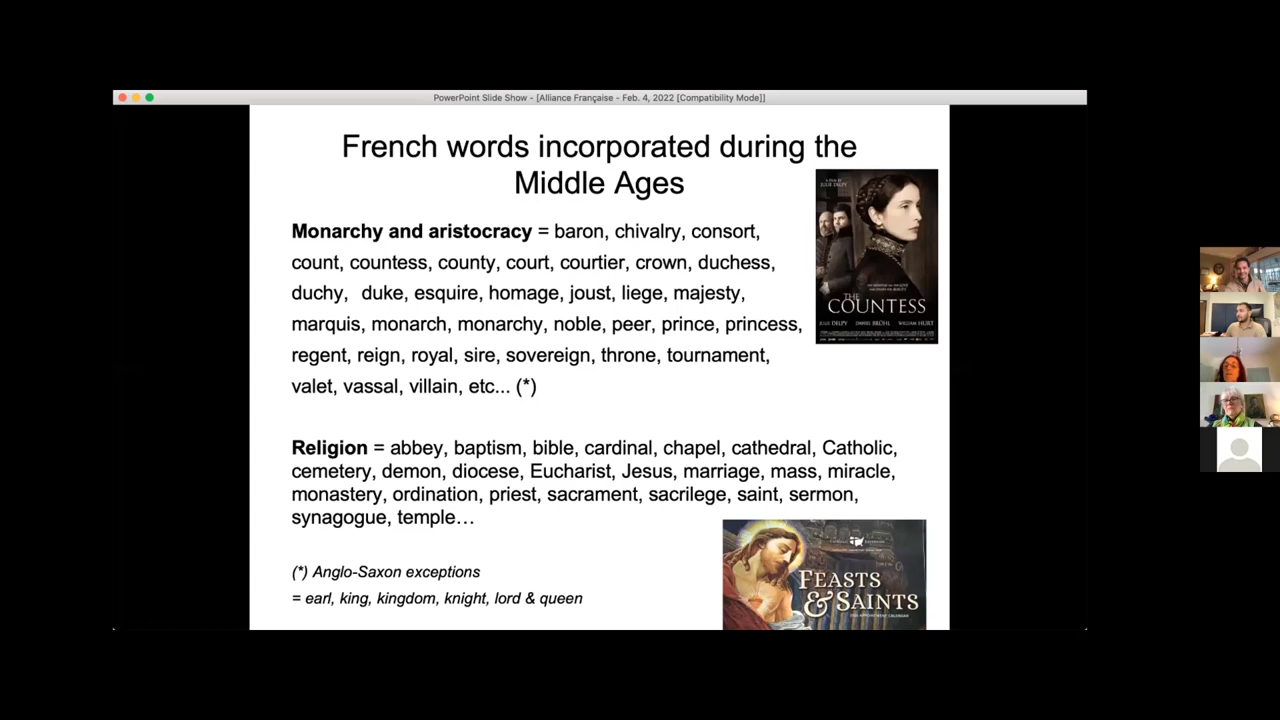 PowerPoint Slide Show - [Alliance Française - Feb. 4, 2022 [Compatibility Mode]]
French words incorporated during the
Middle Ages
Monarchy and aristocracy = baron, chivalry, consort,
count, countess, county, court, courtier, crown, duchess,
duchy, duke, esquire, homage, joust, liege, majesty,
marquis, monarch, monarchy, noble, peer, prince, princess,
regent, reign, royal, sire, sovereign, throne, tournament,
valet, vassal, villain, etc... (*)
A FILM BY
JULIE DELPY
THE
COUNTESS
JULIE DELPY DANIEL BRÜHL WILLIAM HURT
Religion = abbey, baptism, bible, cardinal, chapel, cathedral, Catholic,
cemetery, demon, diocese, Eucharist, Jesus, marriage, mass, miracle,
monastery, ordination, priest, sacrament, sacrilege, saint, sermon,
synagogue, temple…
(*) Anglo-Saxon exceptions
= earl, king, kingdom, knight, lord & queen
FEASTS
& SAINTS